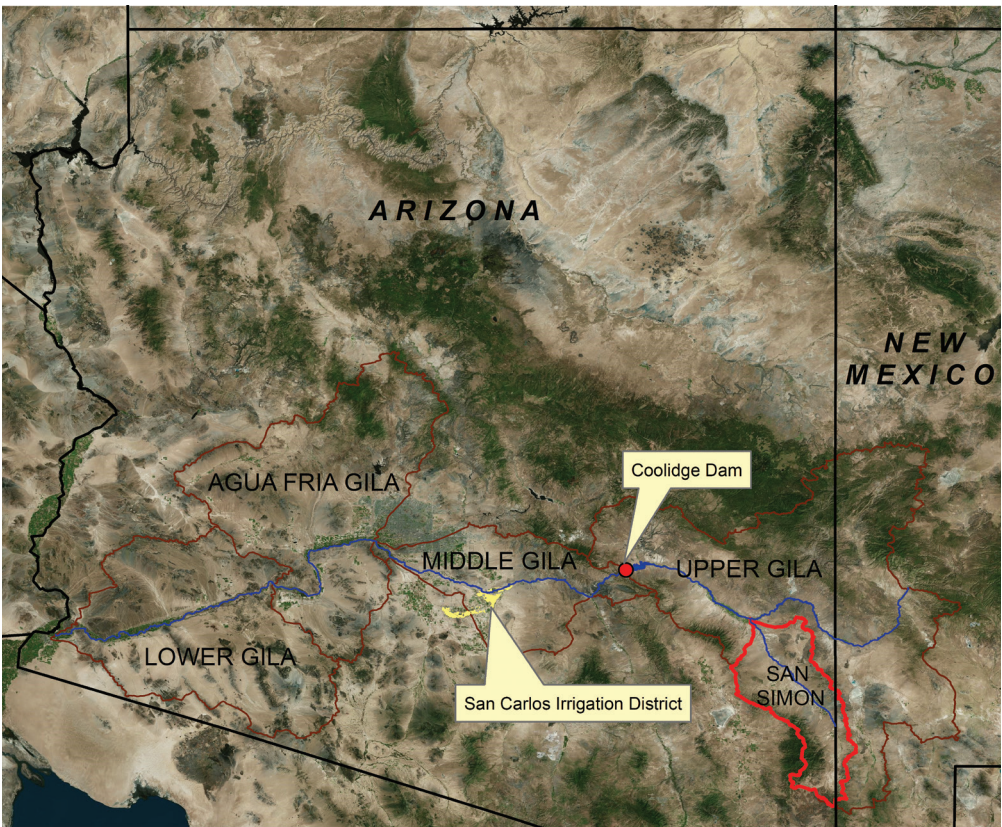 ARIZONA
NEW
MEXICO
Coolidge Dam
AGUA FRIA GILA
MIDDLE GILA
UPPER GILA
LOWER GILA
SAN
SIMON
San Carlos Irrigation District